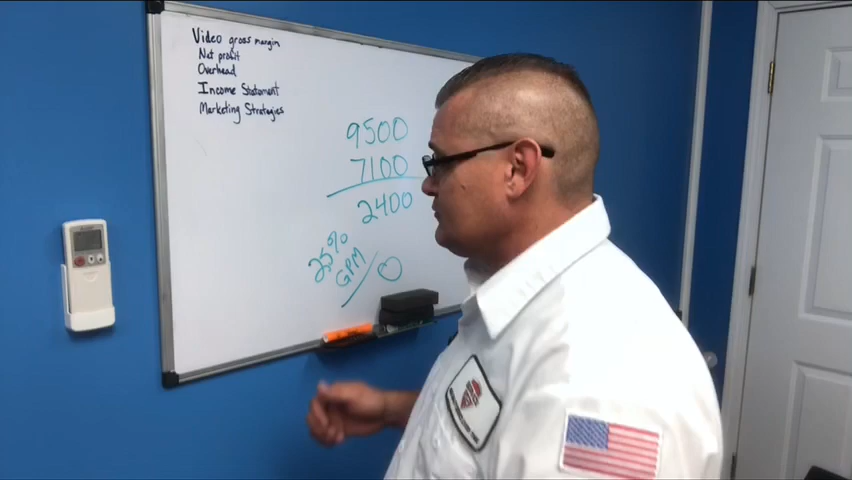 Video gross margin
Net profit
Overhead
Income Statement
Marketing Strategies
9500
7100
2400
25%
GPM